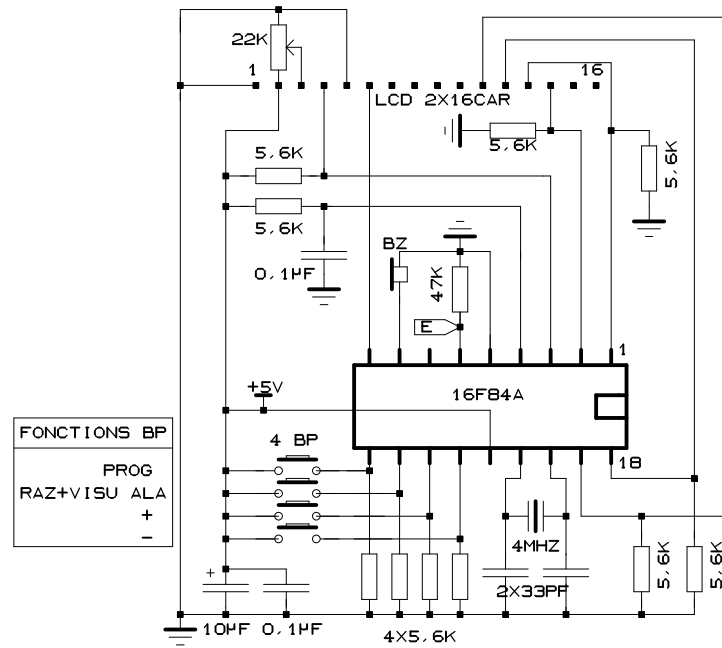 22K
1
16
LCD 2X16CAR
5,6K
5,6K
5,6K
5,6K
BZ
0,1µF
47K
E
1
16F84A
+5V
18
FONCTIONS BP
PROG
RAZ+VISU ALA
+
-
4 BP
4MHZ
2X33PF
5,6K
5,6K
+
10µF
0,1µF
4X5,6K